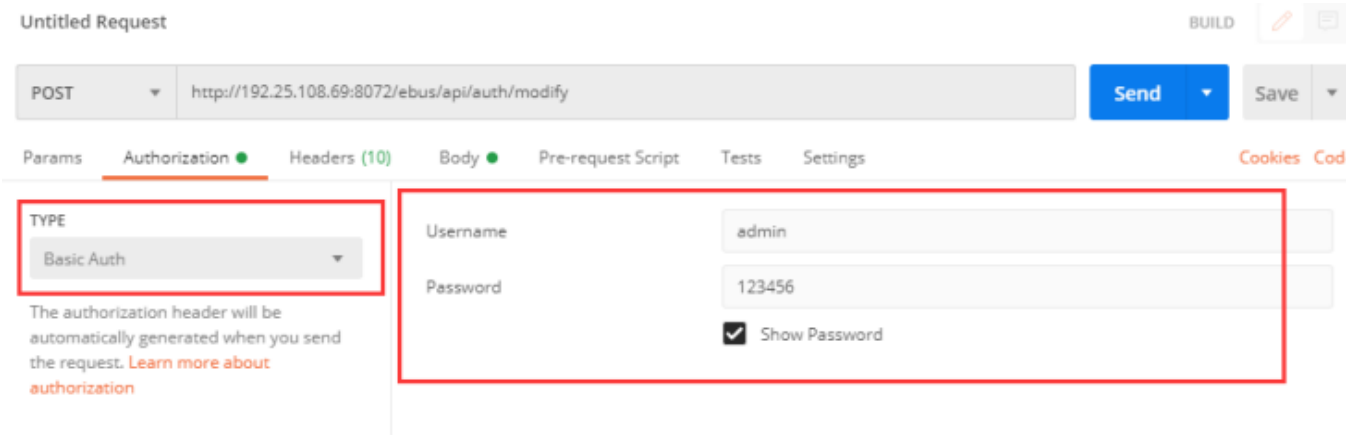 Untitled Request
BUILD
POST
http://192.25.108.69:8072/ebus/api/auth/modify
Send
Save
Params Authorization Headers (10) Body Pre-request Script Tests Settings Cookies Cod
TYPE
Basic Auth
The authorization header will be
automatically generated when you send
the request. Learn more about
authorization
Username admin
Password 123456
Show Password